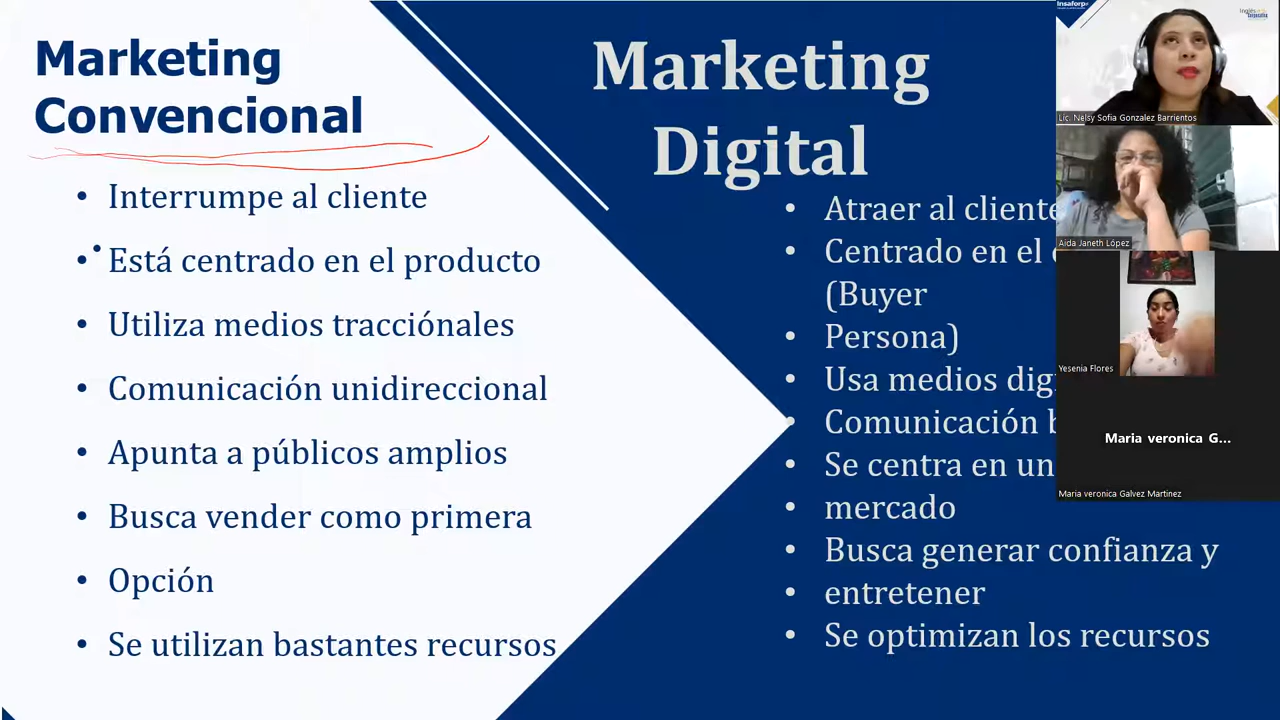 Marketing
Convencional
Interrumpe al cliente
Está centrado en el producto
Utiliza medios tracciónales
Comunicación unidireccional
Apunta a públicos amplios
Busca vender como primera
Opción
Se utilizan bastantes recursos
Marketing
Digital
Atraer al cliente
Centrado en el
(Buyer
Persona)
Usa medios
Comunicación
Se centra en un
mercado
Busca generar confianza y
entretener
Se optimizan los recursos
Insaforp
Lic. Nelsy Sofia Gonzalez Barrientos
Aida Janeth López
Yesenia Flores
Maria veronica G...
Maria veronica Galvez Martinez